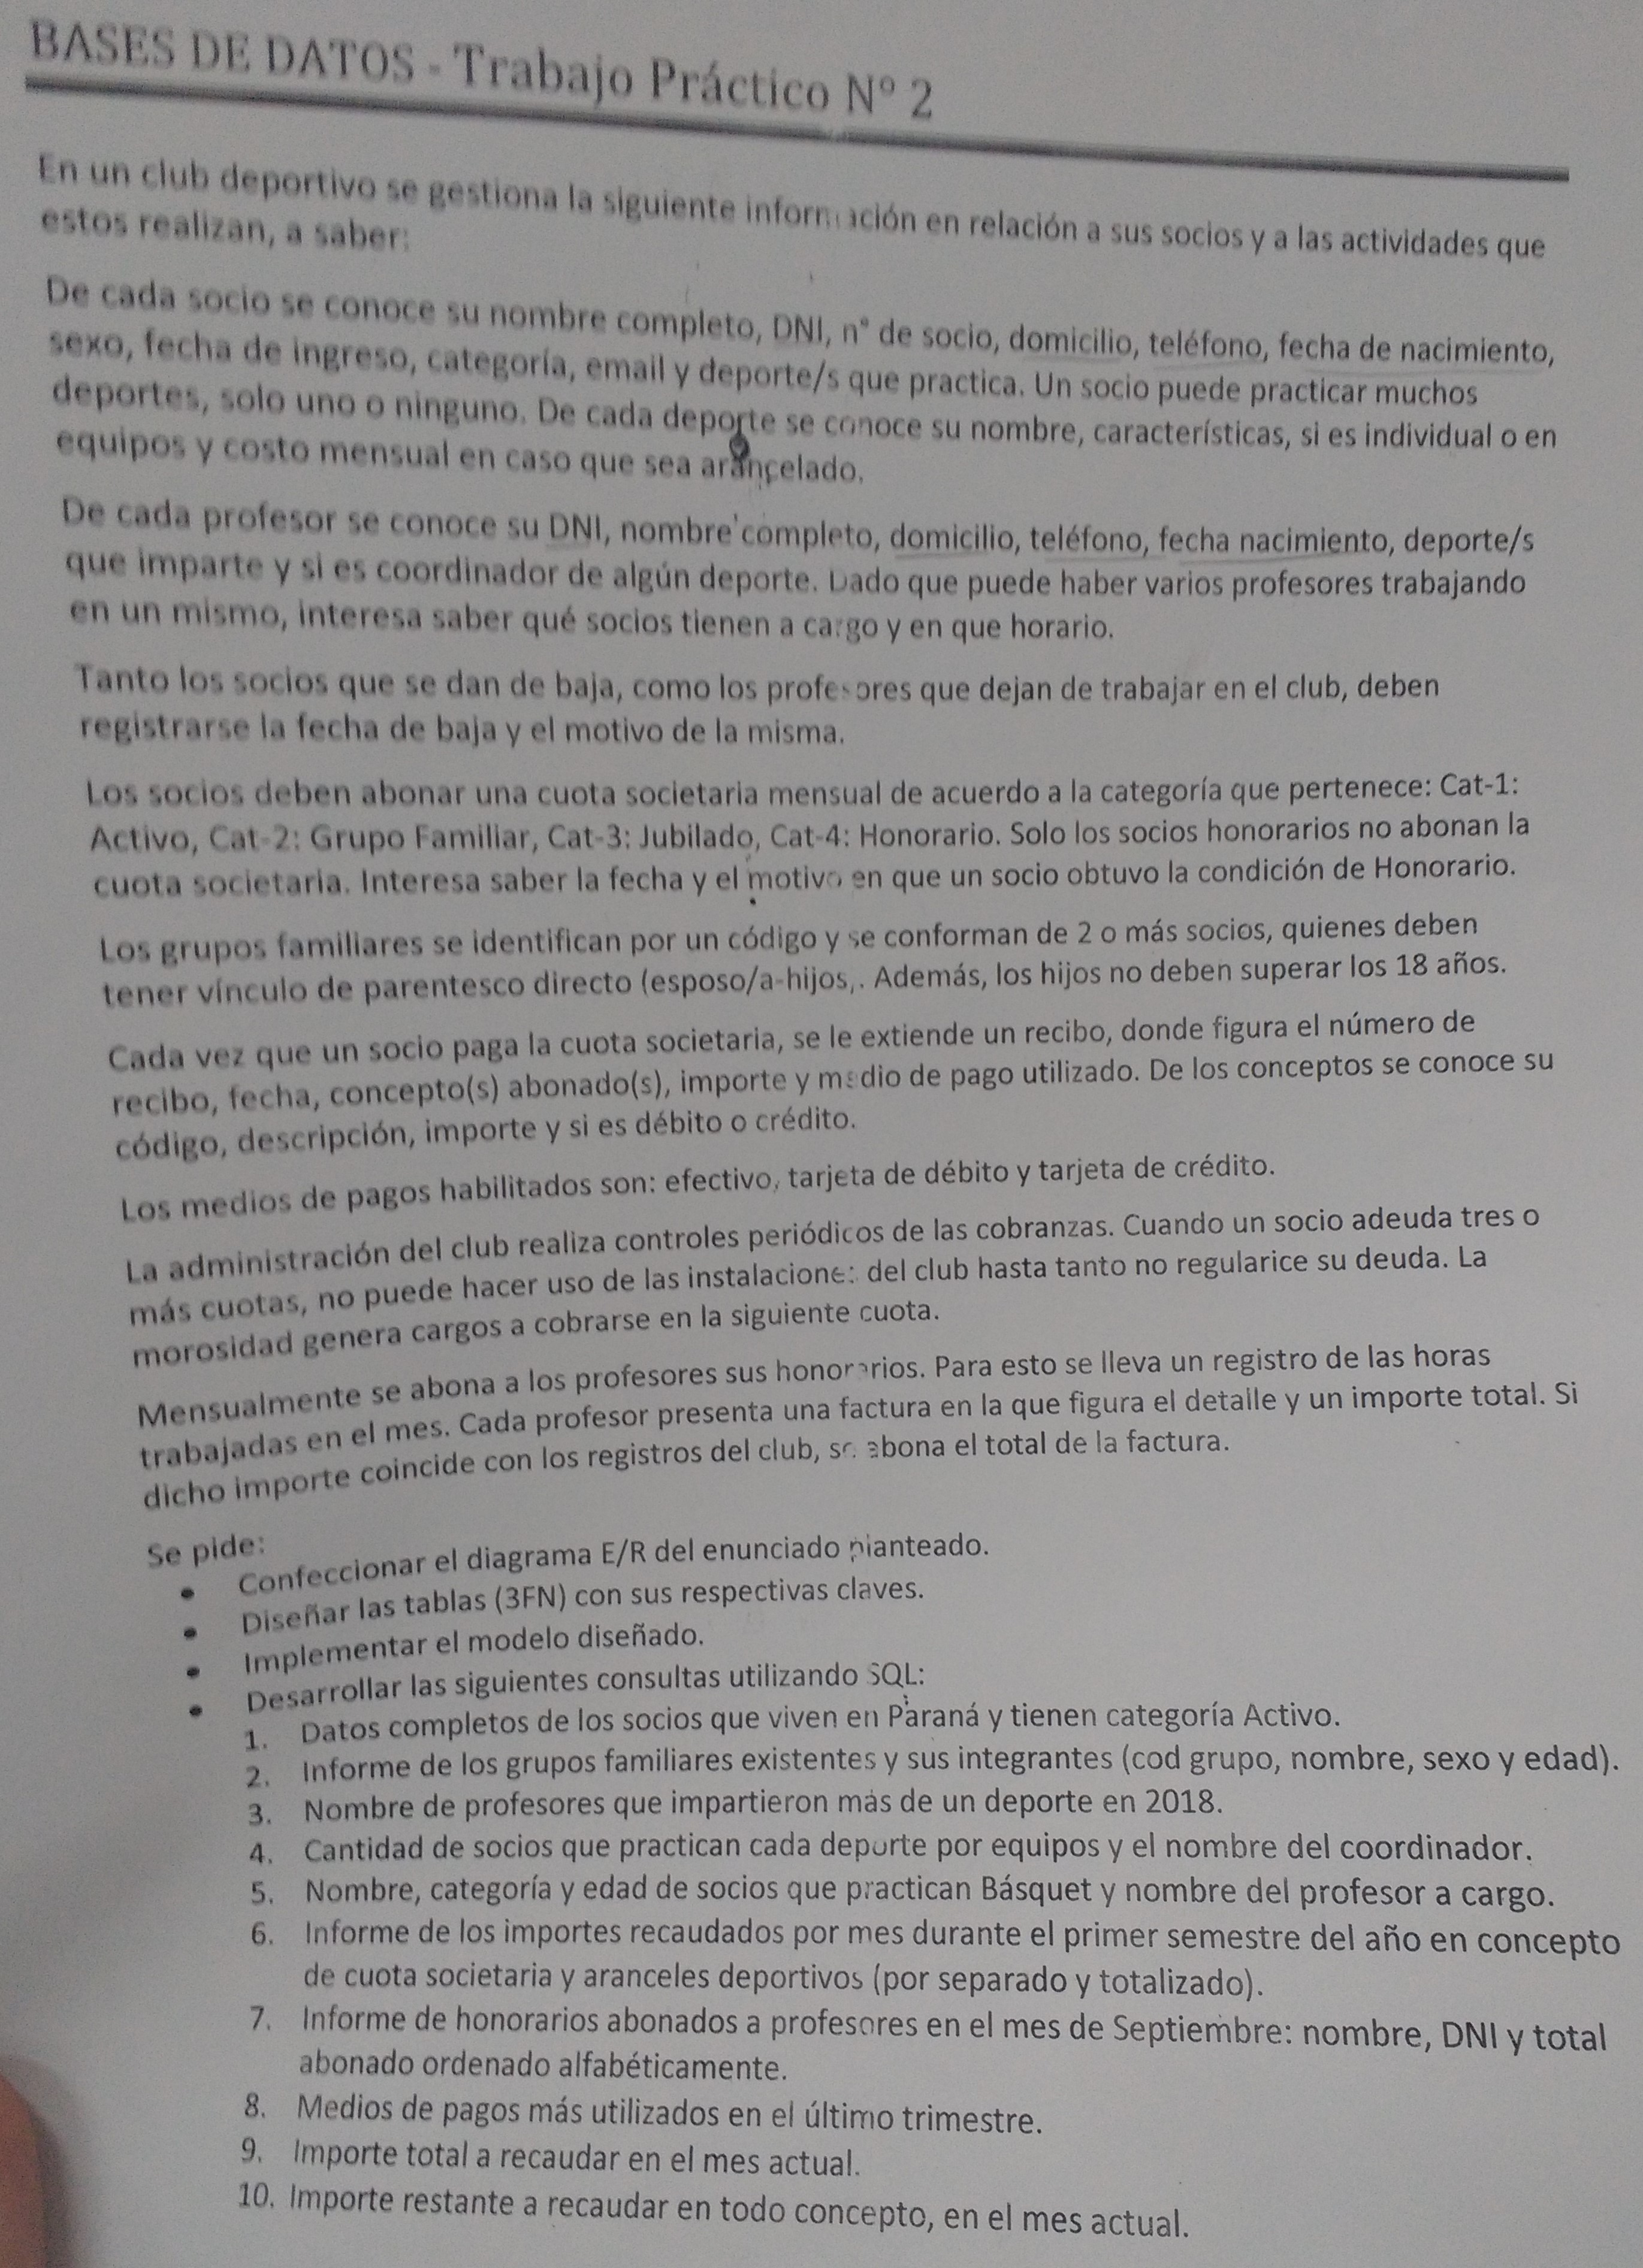 BASES DE DATOS - Trabajo Práctico N° 2
En un club deportivo se gestiona la siguiente información en relación a sus socios y a las actividades que
estos realizan, a saber:
De cada socio se conoce su nombre completo, DNI, n° de socio, domicilio, teléfono, fecha de nacimiento,
sexo, fecha de ingreso, categoría, email y deporte/s que practica. Un socio puede practicar muchos
deportes, solo uno o ninguno. De cada deporte se conoce su nombre, características, si es individual o en
equipos y costo mensual en caso que sea arancelado.
De cada profesor se conoce su DNI, nombre completo, domicilio, teléfono, fecha nacimiento, deporte/s
que imparte y si es coordinador de algún deporte. Dado que puede haber varios profesores trabajando
en un mismo, interesa saber qué socios tienen a cargo y en que horario.
Tanto los socios que se dan de baja, como los profesores que dejan de trabajar en el club, deben
registrarse la fecha de baja y el motivo de la misma.
Los socios deben abonar una cuota societaria mensual de acuerdo a la categoría que pertenece: Cat-1:
Activo, Cat-2: Grupo Familiar, Cat-3: Jubilado, Cat-4: Honorario. Solo los socios honorarios no abonan la
cuota societaria. Interesa saber la fecha y el motivo en que un socio obtuvo la condición de Honorario.
Los grupos familiares se identifican por un código y se conforman de 2 o más socios, quienes deben
tener vínculo de parentesco directo (esposo/a-hijos). Además, los hijos no deben superar los 18 años.
Cada vez que un socio paga la cuota societaria, se le extiende un recibo, donde figura el número de
recibo, fecha, concepto(s) abonado(s), importe y medio de pago utilizado. De los conceptos se conoce su
código, descripción, importe y si es débito o crédito.
Los medios de pagos habilitados son: efectivo, tarjeta de débito y tarjeta de crédito.
La administración del club realiza controles periódicos de las cobranzas. Cuando un socio adeuda tres o
más cuotas, no puede hacer uso de las instalaciones del club hasta tanto no regularice su deuda. La
morosidad genera cargos a cobrarse en la siguiente cuota.
Mensualmente se abona a los profesores sus honorarios. Para esto se lleva un registro de las horas
trabajadas en el mes. Cada profesor presenta una factura en la que figura el detalle y un importe total. Si
dicho importe coincide con los registros del club, se abona el total de la factura.
Se pide:
• Confeccionar el diagrama E/R del enunciado planteado.
• Diseñar las tablas (3FN) con sus respectivas claves.
• Implementar el modelo diseñado.
• Desarrollar las siguientes consultas utilizando SQL:
1. Datos completos de los socios que viven en Paraná y tienen categoría Activo.
2. Informe de los grupos familiares existentes y sus integrantes (cod grupo, nombre, sexo y edad).
3. Nombre de profesores que impartieron más de un deporte en 2018.
4. Cantidad de socios que practican cada deporte por equipos y el nombre del coordinador.
5. Nombre, categoría y edad de socios que practican Básquet y nombre del profesor a cargo.
6. Informe de los importes recaudados por mes durante el primer semestre del año en concepto
de cuota societaria y aranceles deportivos (por separado y totalizado).
7. Informe de honorarios abonados a profesores en el mes de Septiembre: nombre, DNI y total
abonado ordenado alfabéticamente.
8. Medios de pagos más utilizados en el último trimestre.
9. Importe total a recaudar en el mes actual.
10. Importe restante a recaudar en todo concepto, en el mes actual.